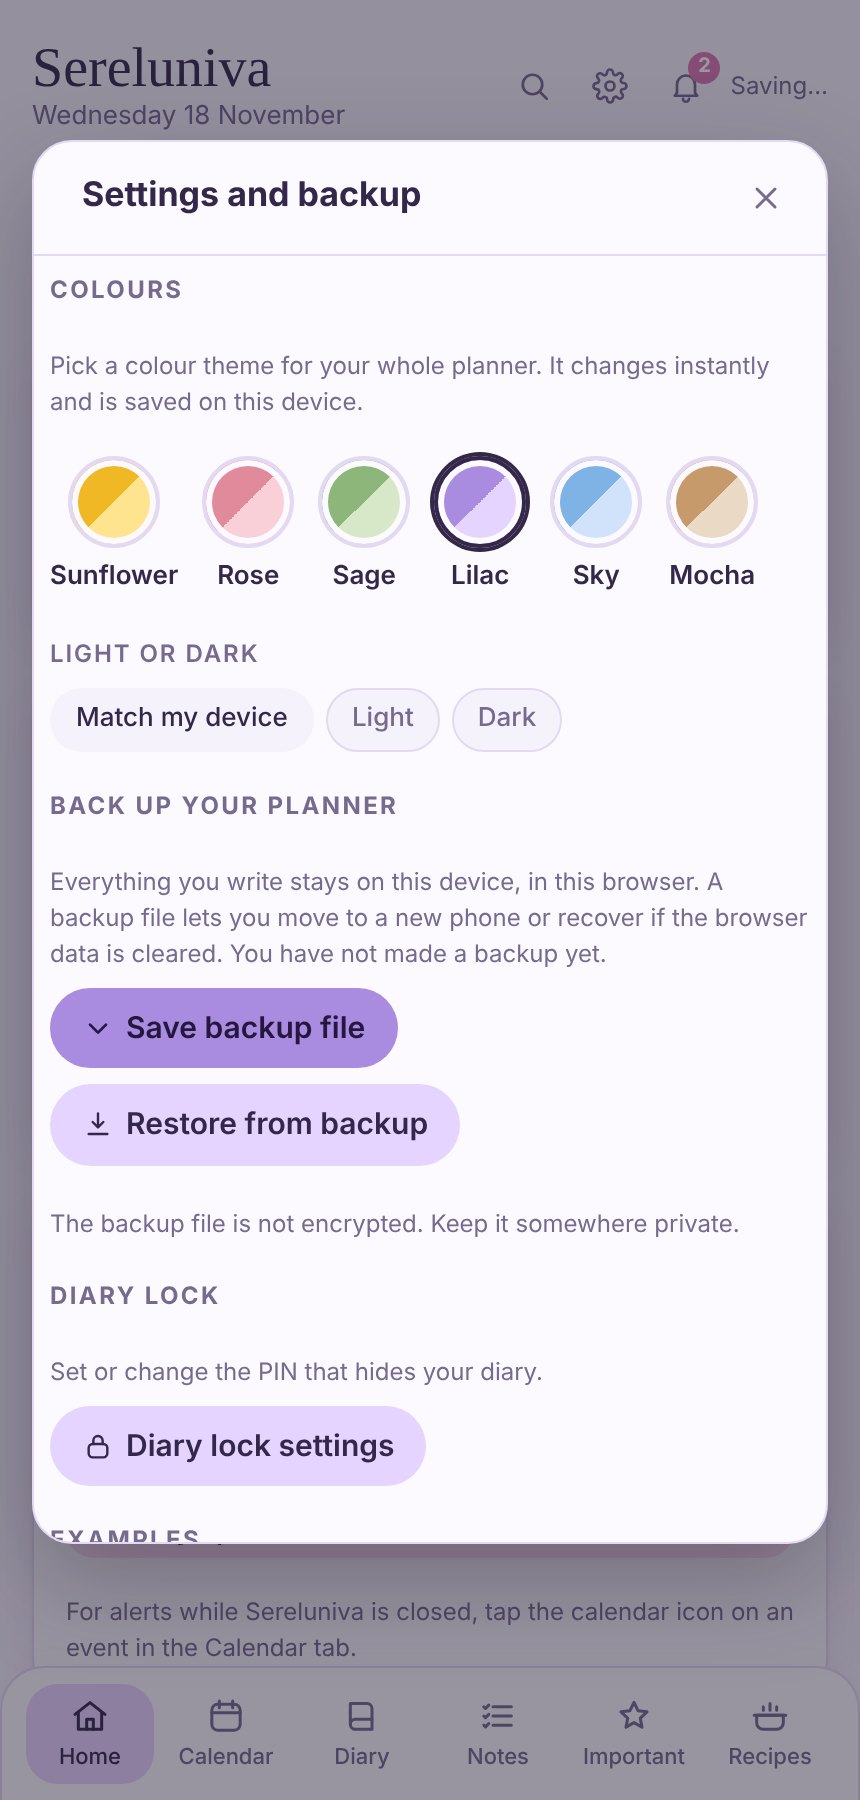 Sereluniva
Wednesday 18 November
2
Saving...
Settings and backup
COLOURS
Pick a colour theme for your whole planner. It changes instantly
and is saved on this device.
Sunflower
Rose
Sage
Lilac
Sky
Mocha
LIGHT OR DARK
Match my device
Light
Dark
BACK UP YOUR PLANNER
Everything you write stays on this device, in this browser. A
backup file lets you move to a new phone or recover if the browser
data is cleared. You have not made a backup yet.
Save backup file
Restore from backup
The backup file is not encrypted. Keep it somewhere private.
DIARY LOCK
Set or change the PIN that hides your diary.
Diary lock settings
EXAMPLES
For alerts while Sereluniva is closed, tap the calendar icon on an
event in the Calendar tab.
Home
Calendar
Diary
Notes
Important
Recipes